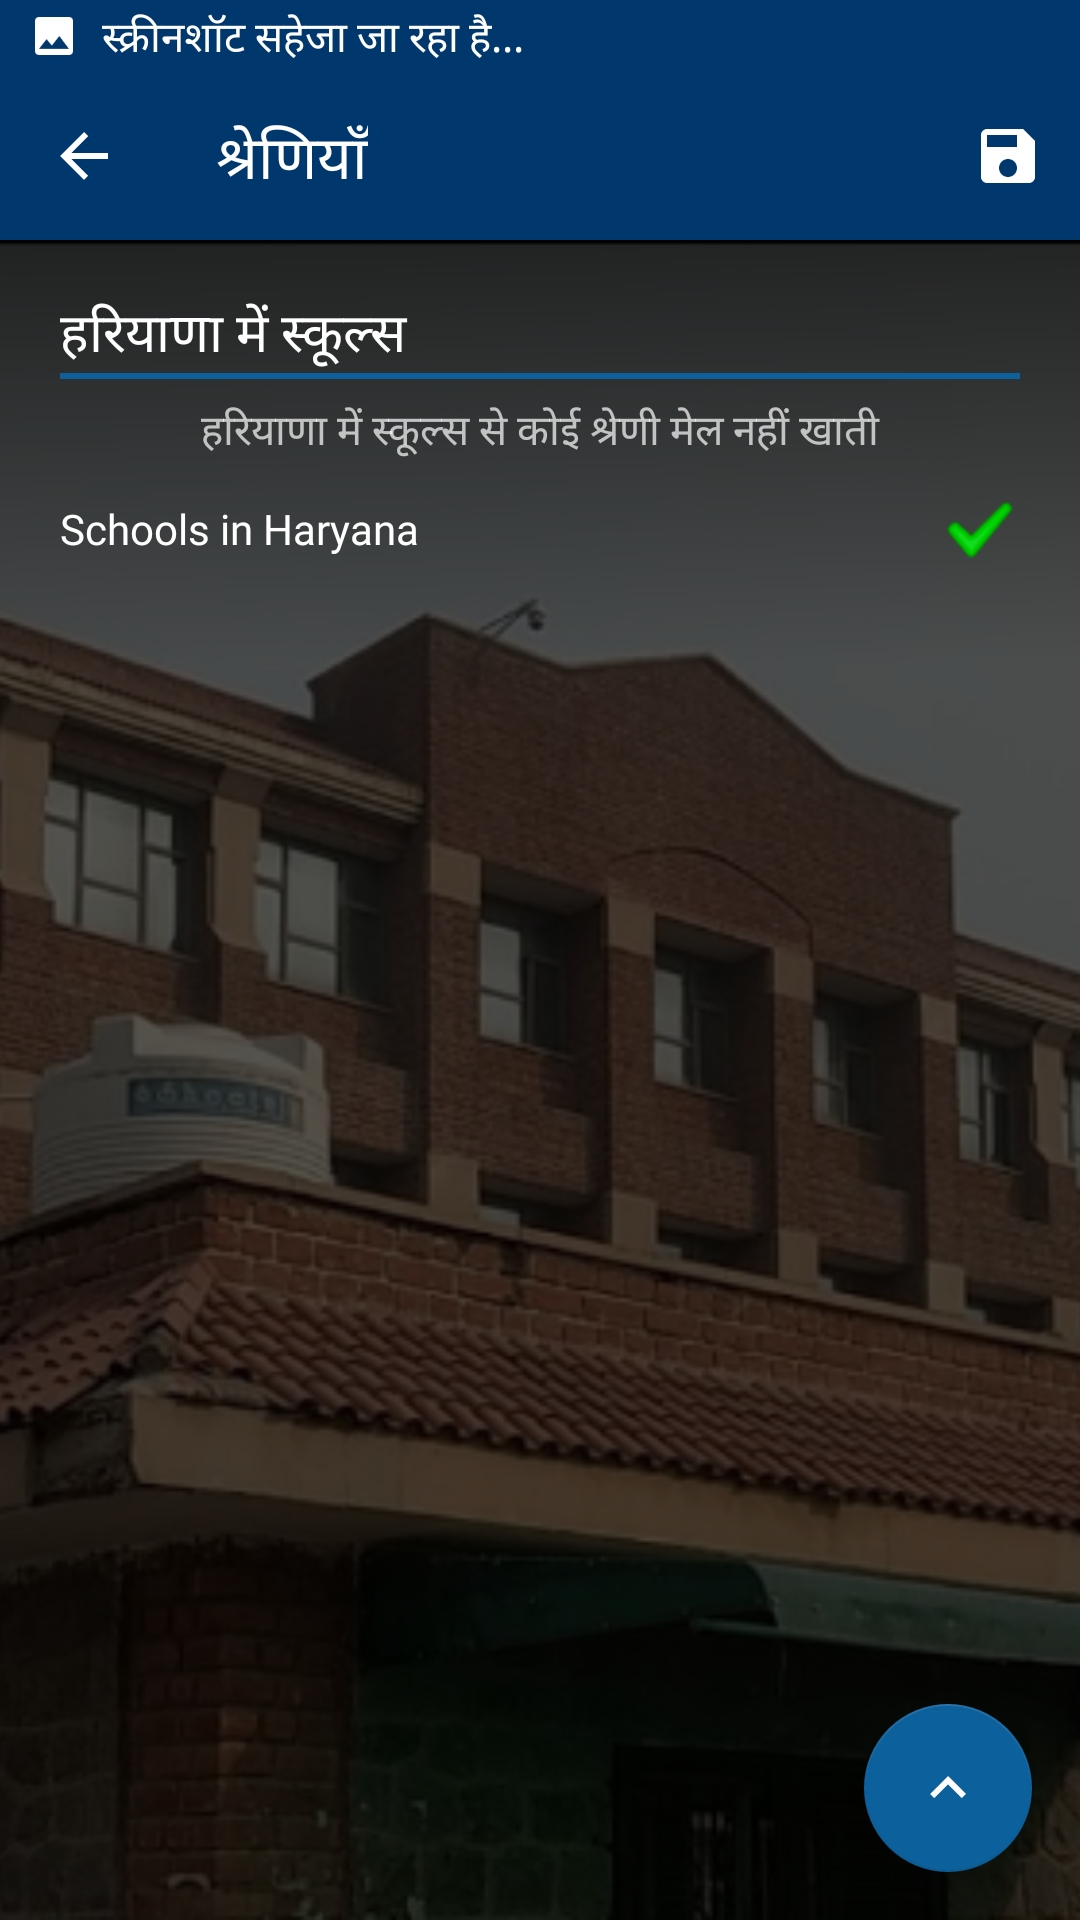 स्क्रीनशॉट सहेजा जा रहा है...
श्रेणियाँ
हरियाणा में स्कूल्स
हरियाणा में स्कूल्स से कोई श्रेणी मेल नहीं खाती
Schools in Haryana